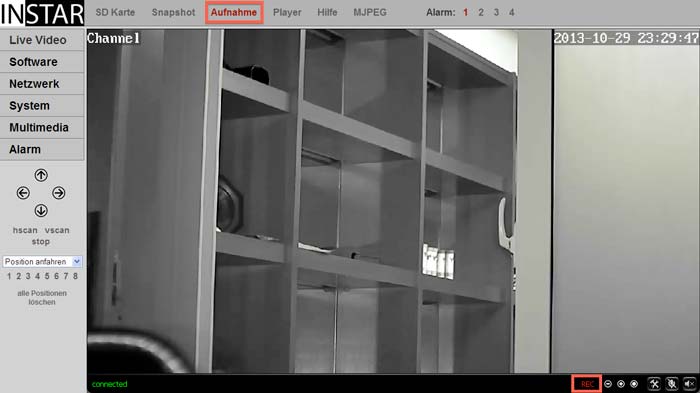 INSTAR
SD Karte Snapshot Aufnahme Player Hilfe MJPEG Alarm: 1 2 3 4
Live Video
Software
Netzwerk
System
Multimedia
Alarm
hscan vscan
stop
Position anfahren
1 2 3 4 5 6 7 8
alle Positionen
löschen
Channel
2013-10-29 23:29:47
connected
REC